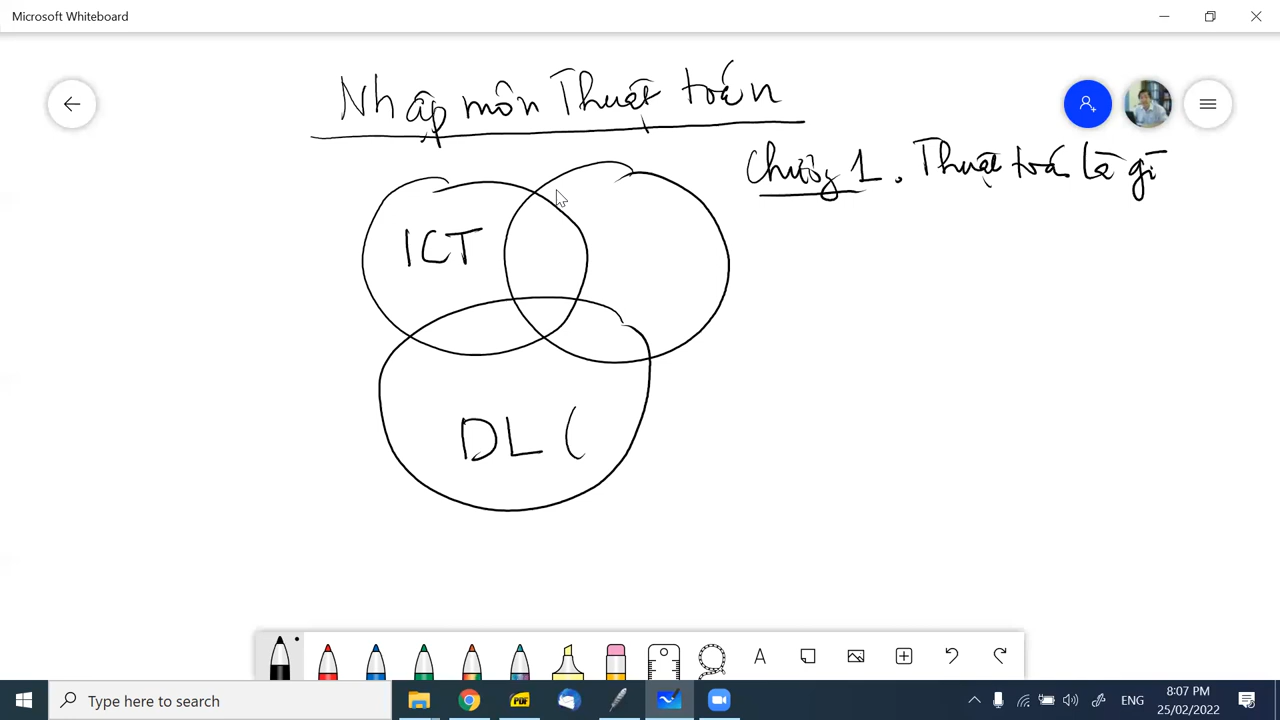 Microsoft Whiteboard
Nhập môn Thuật toán
Chương 1. Thuật toán là gì
ICT
DL (
Type here to search
PDF
ENG
8:07 PM
25/02/2022